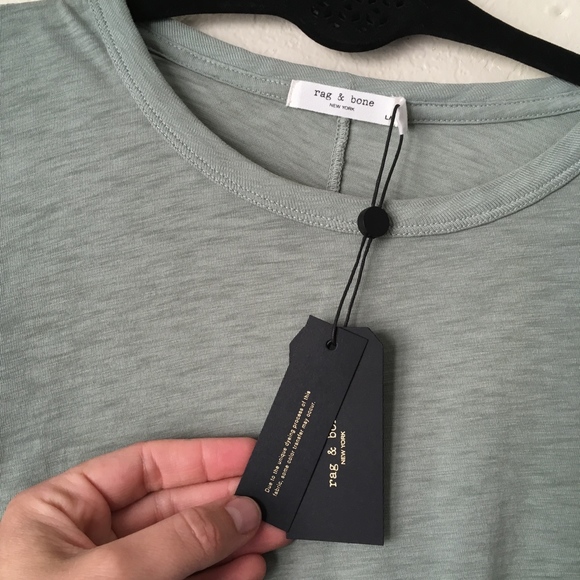 rag & bone
NEW YORK
Due to the unique dyeing process of this
fabric, some color transfer may occur.
rag & bone
NEW YORK